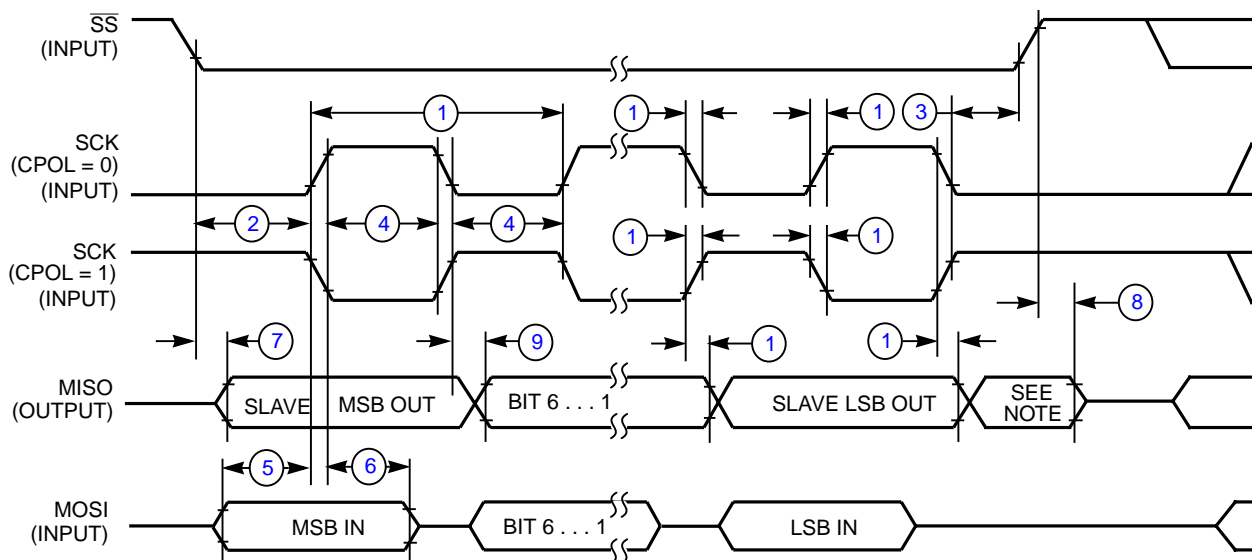 SS
(INPUT)
1
1
1
3
SCK
(CPOL = 0)
(INPUT)
2
4
4
1
1
SCK
(CPOL = 1)
(INPUT)
7
9
1
1
8
MISO
(OUTPUT)
SLAVE
MSB OUT
BIT 6 . . . 1
SLAVE LSB OUT
SEE
NOTE
5
6
MOSI
(INPUT)
MSB IN
BIT 6 . . . 1
LSB IN